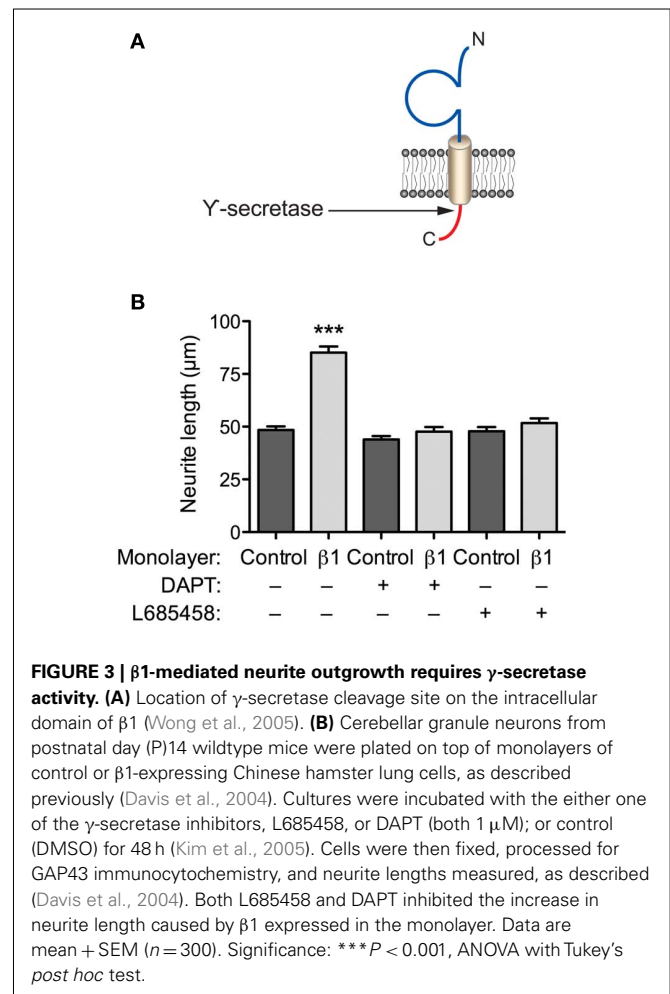 A
N
ϒ-secretase
C
B
***
Neurite length (µm)
100
75
50
25
0
Monolayer: Control β1 Control β1 Control β1
DAPT: – – + + – –
L685458: – – – – + +
FIGURE 3 | β1-mediated neurite outgrowth requires γ-secretase
activity. (A) Location of γ-secretase cleavage site on the intracellular
domain of β1 (Wong et al., 2005). (B) Cerebellar granule neurons from
postnatal day (P)14 wildtype mice were plated on top of monolayers of
control or β1-expressing Chinese hamster lung cells, as described
previously (Davis et al., 2004). Cultures were incubated with the either one
of the γ-secretase inhibitors, L685458, or DAPT (both 1 μM); or control
(DMSO) for 48 h (Kim et al., 2005). Cells were then fixed, processed for
GAP43 immunocytochemistry, and neurite lengths measured, as described
(Davis et al., 2004). Both L685458 and DAPT inhibited the increase in
neurite length caused by β1 expressed in the monolayer. Data are
mean + SEM (n = 300). Significance: ***P < 0.001, ANOVA with Tukey's
post hoc test.